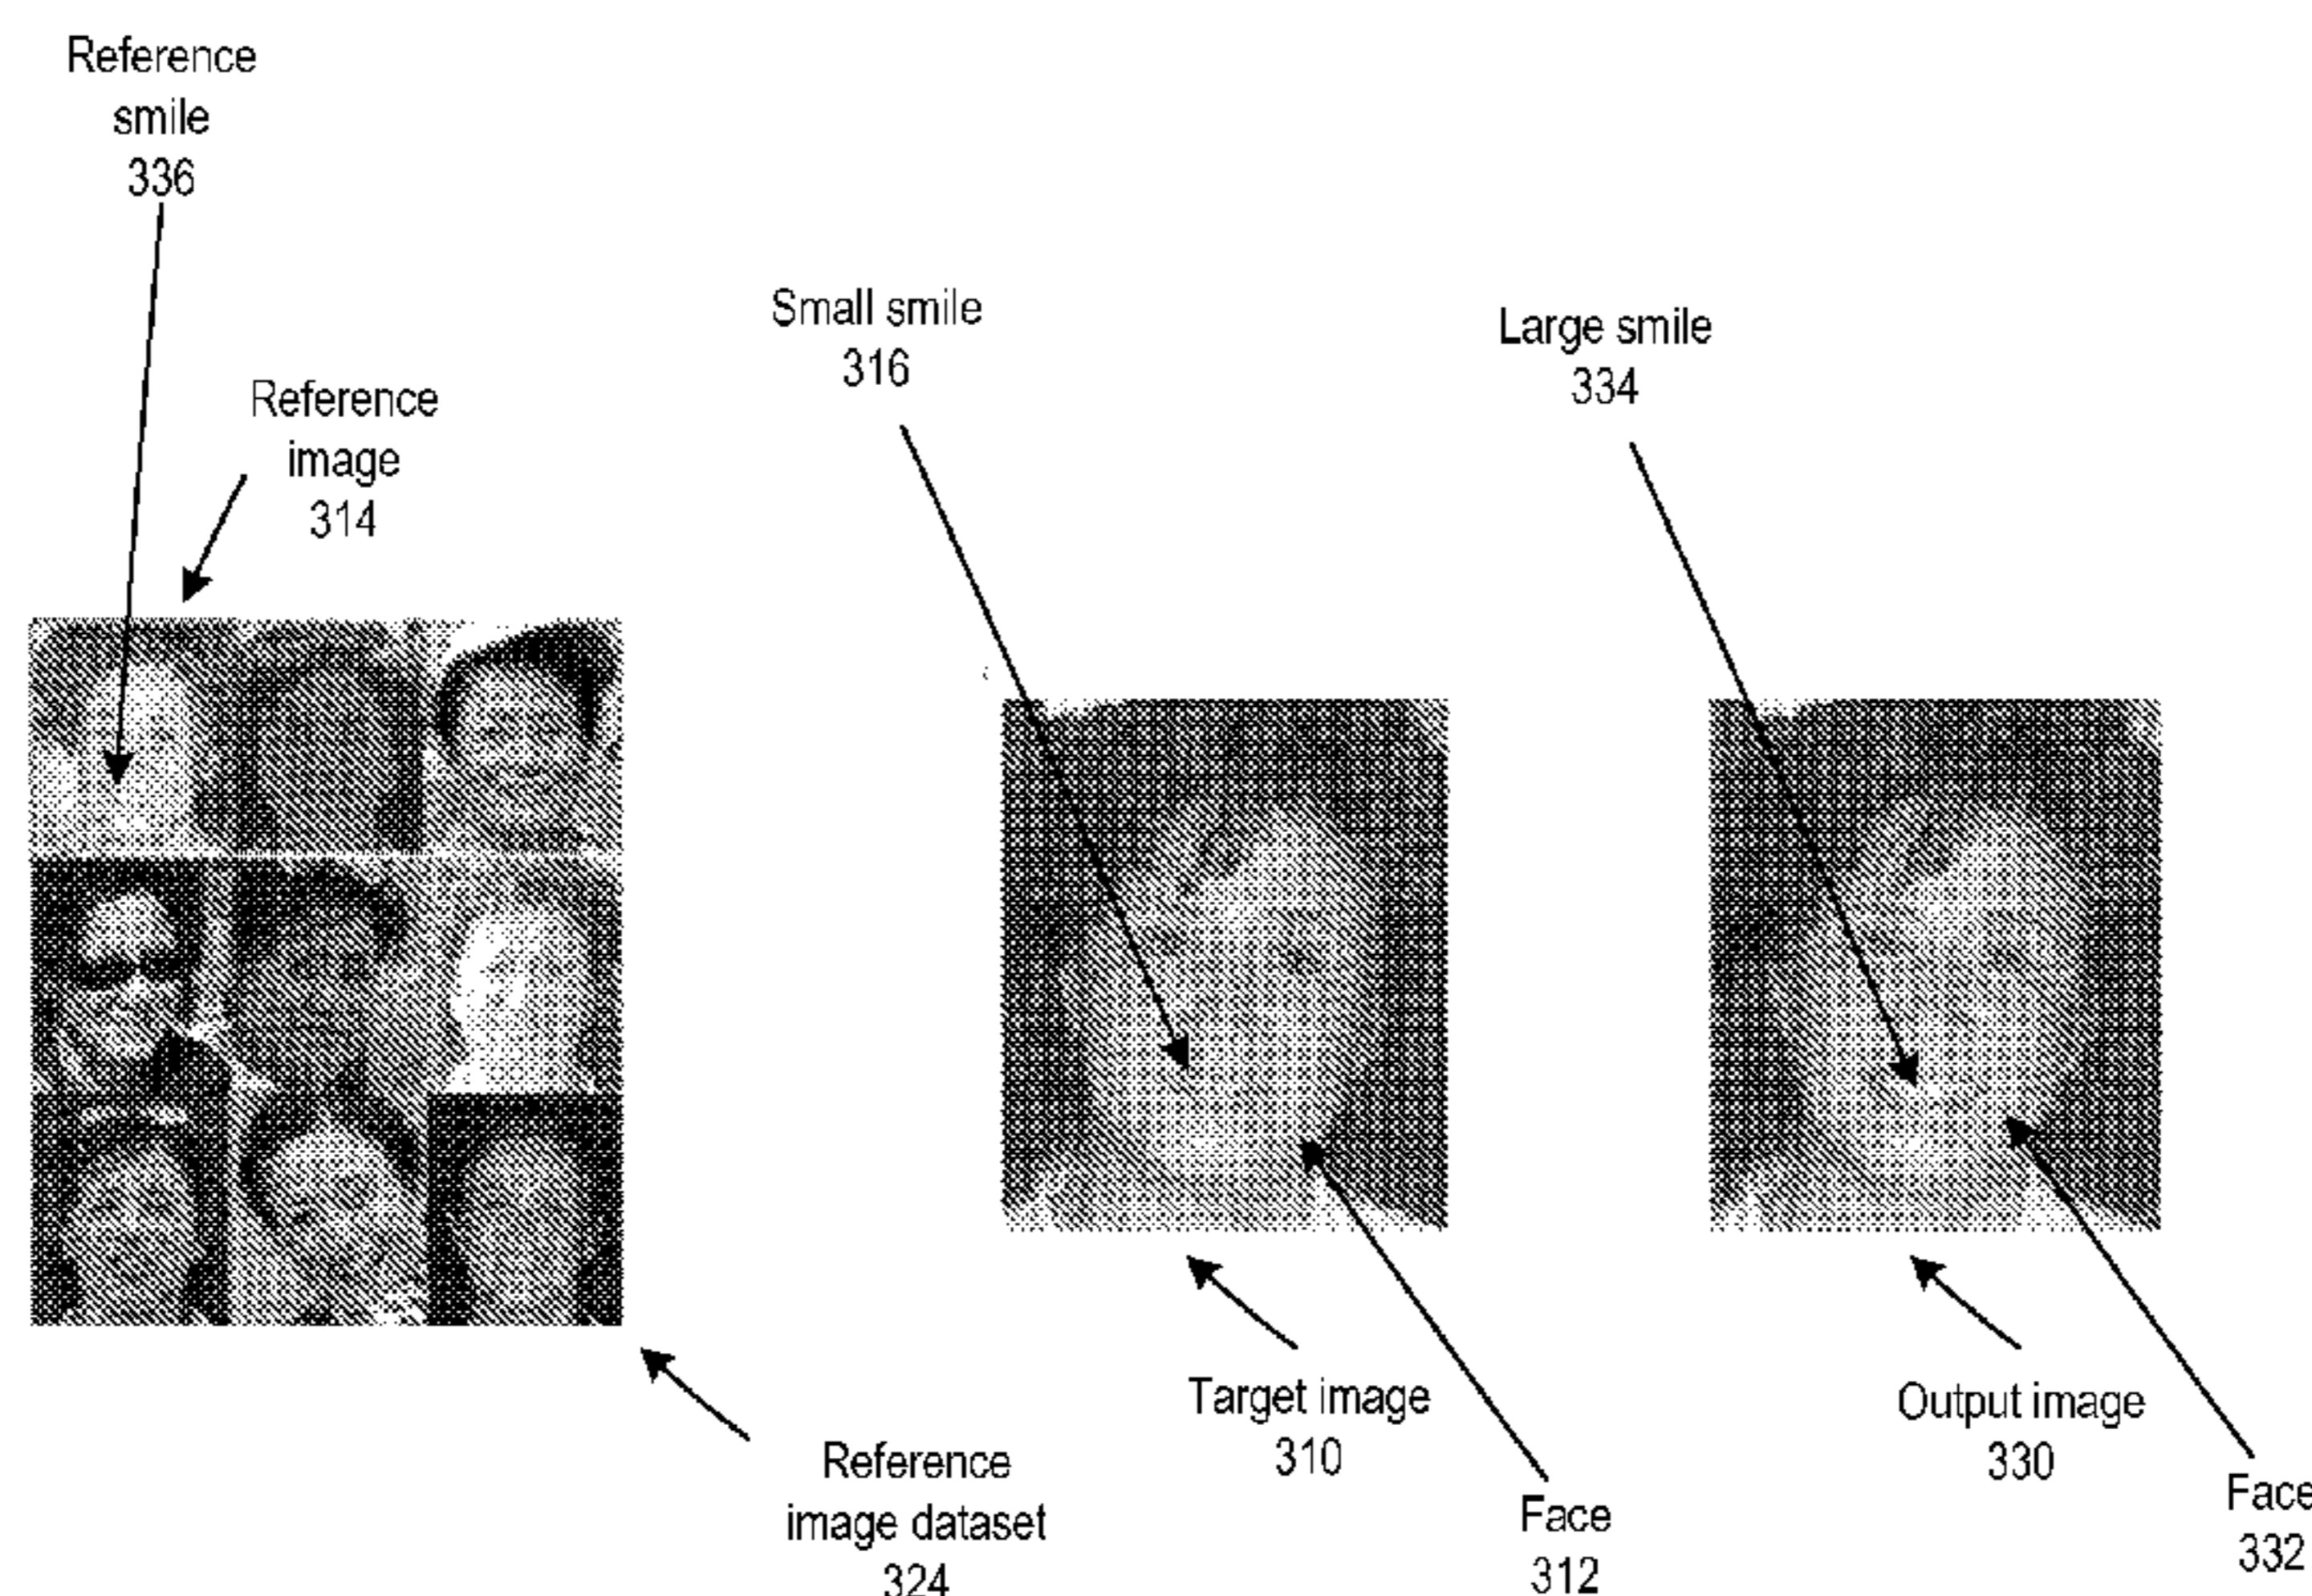 Reference
smile
336
Reference
image
314
Small smile
316
Large smile
334
Target image
310
Output image
330
Reference
image dataset
324
Face
312
Face
332